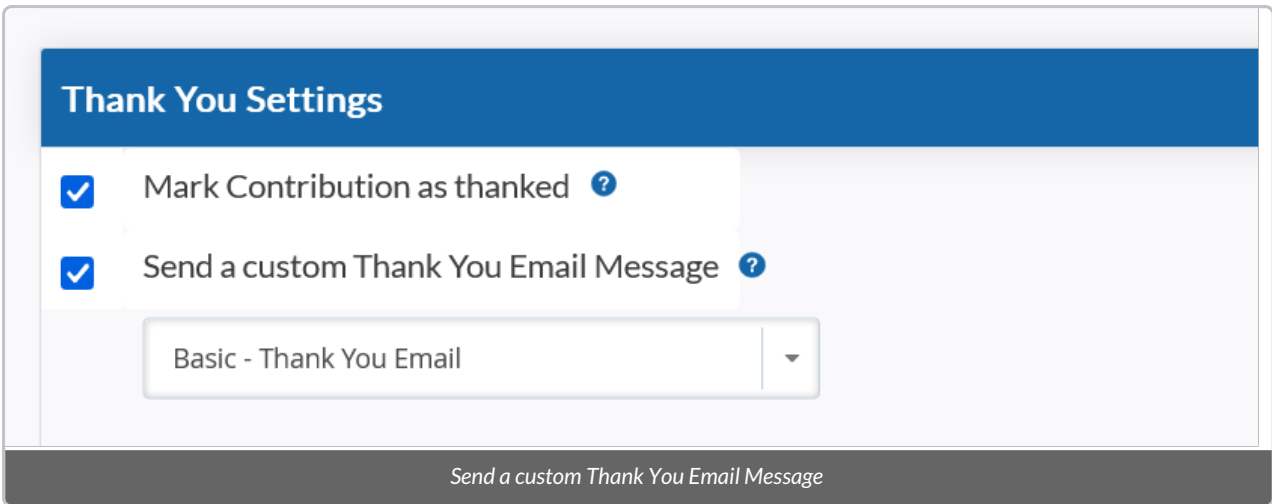 Thank You Settings
Mark Contribution as thanked ?
Send a custom Thank You Email Message ?
Basic - Thank You Email
Send a custom Thank You Email Message